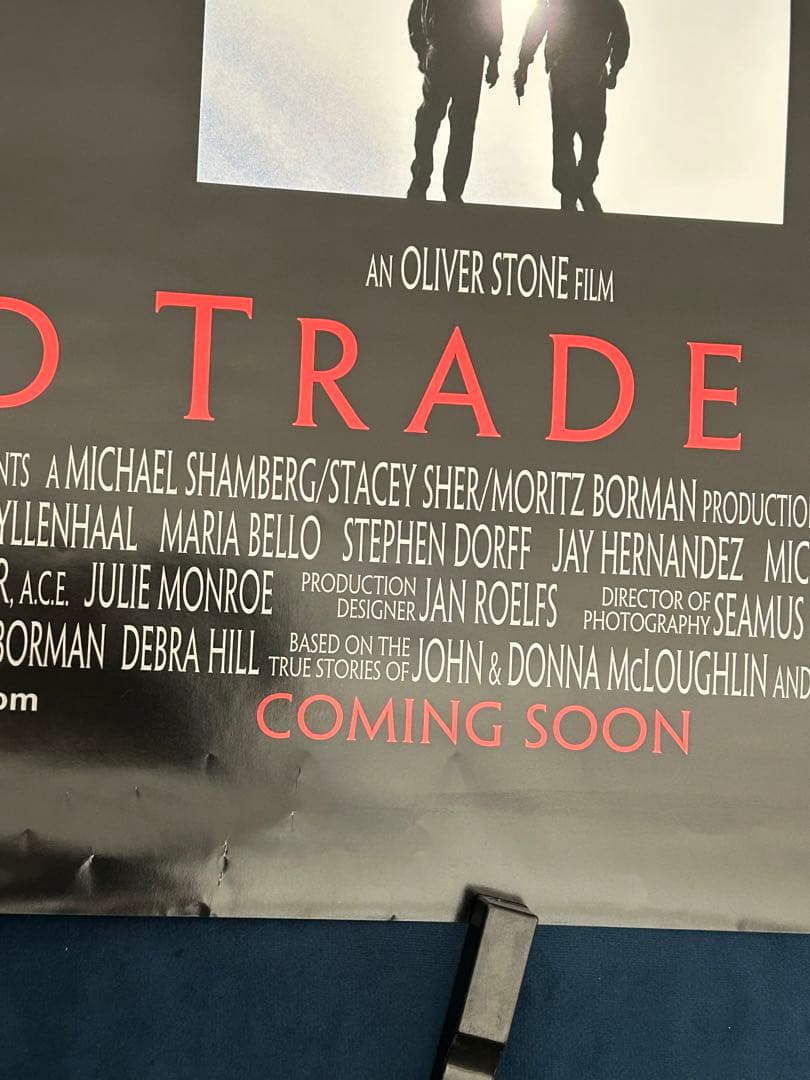 AN OLIVER STONE FILM
D TRADE
NTS A MICHAEL SHAMBERG/STACEY SHER/MORITZ BORMAN PRODUCTIO
YLLENHAAL MARIA BELLO STEPHEN DORFF JAY HERNANDEZ MIC
R, A.C.E. JULIE MONROE PRODUCTION DESIGNER JAN ROELFS DIRECTOR OF PHOTOGRAPHY SEAMUS
BORMAN DEBRA HILL BASED ON THE TRUE STORIES OF JOHN & DONNA McLOUGHLIN AND
om COMING SOON